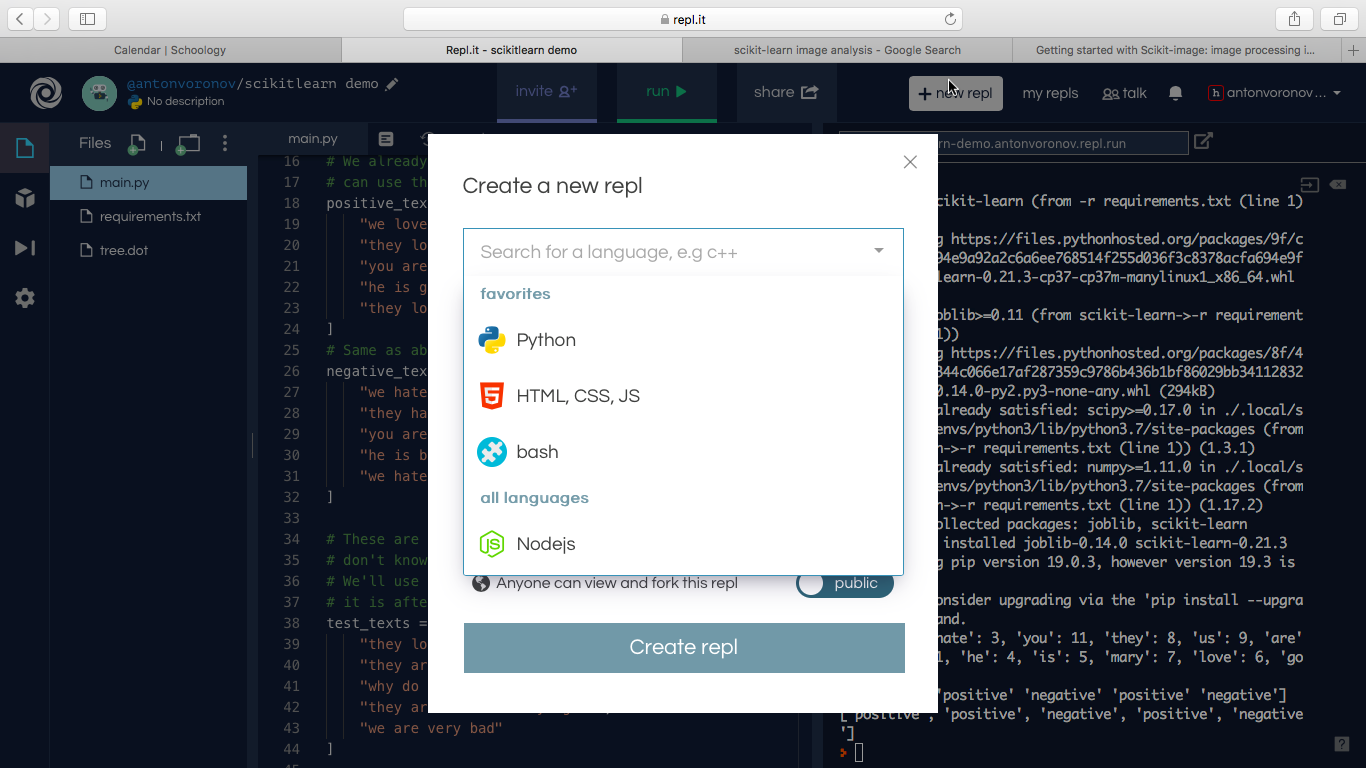 repl.it
Calendar | Schoology
Repl.it - scikitlearn demo
scikit-learn image analysis - Google Search
Getting started with Scikit-image: image processing i...
@antonvoronov/scikitlearn demo
No description
invite
run
share
+ new repl
my repls
talk
h antonvoronov...
Files
main.py
requirements.txt
tree.dot
main.py
16 # We already
17 # can use th
18 positive_tex
19 "we love
20 "they lo
21 "you are
22 "he is g
23 "they lo
24 ]
25 # Same as ab
26 negative_tex
27 "we hate
28 "they ha
29 "you are
30 "he is b
31 "we hate
32 ]
33
34 # These are
35 # don't know
36 # We'll use
37 # it is afte
38 test_texts =
39 "they lo
40 "they ar
41 "why do
42 "they ar
43 "we are very bad"
44 ]
Create a new repl
Search for a language, e.g c++
favorites
Python
HTML, CSS, JS
bash
all languages
Nodejs
Anyone can view and fork this repl
public
Create repl
rn-demo.antonvoronov.repl.run
cikit-learn (from -r requirements.txt (line 1)
g https://files.pythonhosted.org/packages/9f/c
94e9a92a2c6a6ee768514f255d036f3c8378acfa694e9f
learn-0.21.3-cp37-cp37m-manylinux1_x86_64.whl
oblib>=0.11 (from scikit-learn->-r requirement
1))
g https://files.pythonhosted.org/packages/8f/4
344c066e17af287359c9786b436b1bf86029bb34112832
0.14.0-py2.py3-none-any.whl (294kB)
already satisfied: scipy>=0.17.0 in ./.local/s
envs/python3/lib/python3.7/site-packages (from
n->-r requirements.txt (line 1)) (1.3.1)
already satisfied: numpy>=1.11.0 in ./.local/s
envs/python3/lib/python3.7/site-packages (from
n->-r requirements.txt (line 1)) (1.17.2)
ollected packages: joblib, scikit-learn
installed joblib-0.14.0 scikit-learn-0.21.3
g pip version 19.0.3, however version 19.3 is
onsider upgrading via the 'pip install --upgra
and.
hate': 3, 'you': 11, 'they': 8, 'us': 9, 'are'
1, 'he': 4, 'is': 5, 'mary': 7, 'love': 6, 'go
'positive' 'negative' 'positive' 'negative']
['positive', 'positive', 'negative', 'positive', 'negative
']